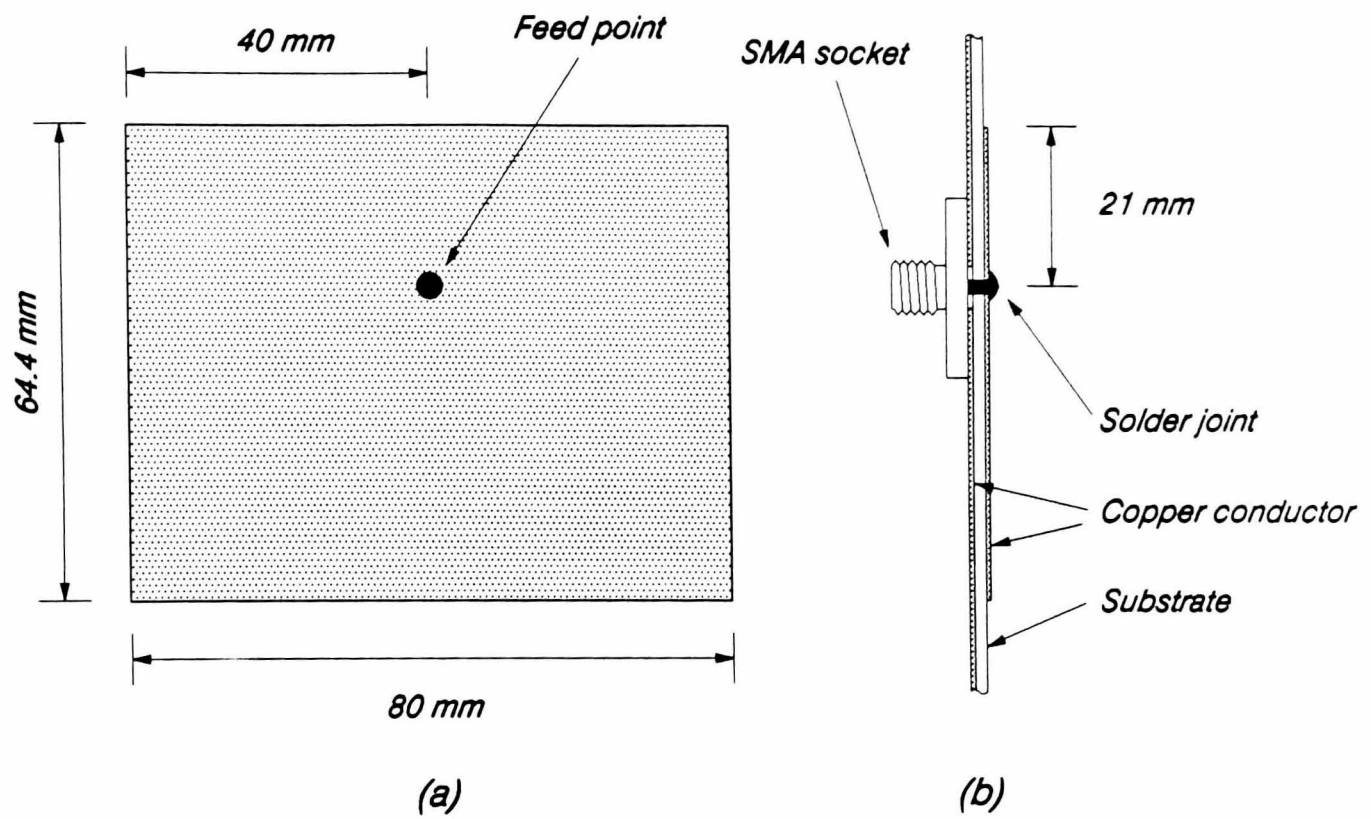 40 mm
Feed point
SMA socket
64.4 mm
21 mm
Solder joint
Copper conductor
Substrate
80 mm
(a)
(b)